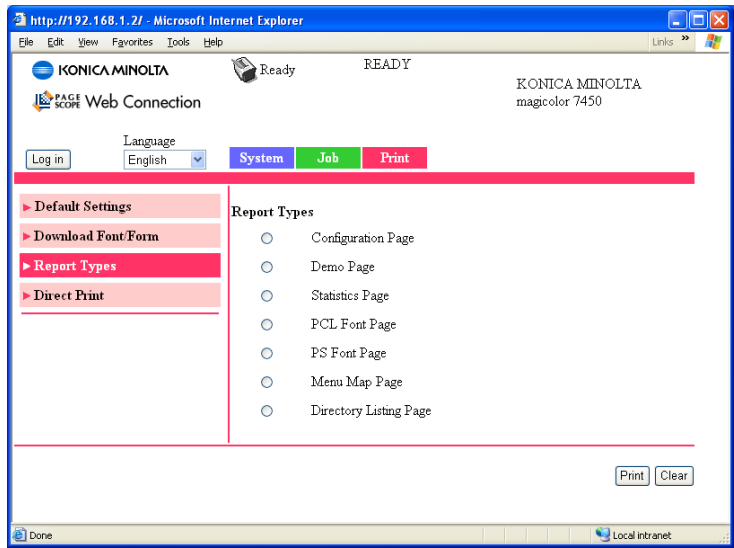 http://192.168.1.2/ - Microsoft Internet Explorer
File Edit View Favorites Tools Help Links »
KONICA MINOLTA
Ready
READY
KONICA MINOLTA
magicolor 7450
PAGE SCOPE Web Connection
Language
Log in
English
System Job Print
Default Settings
Download Font/Form
Report Types
Direct Print
Report Types
Configuration Page
Demo Page
Statistics Page
PCL Font Page
PS Font Page
Menu Map Page
Directory Listing Page
Print Clear
Done Local intranet